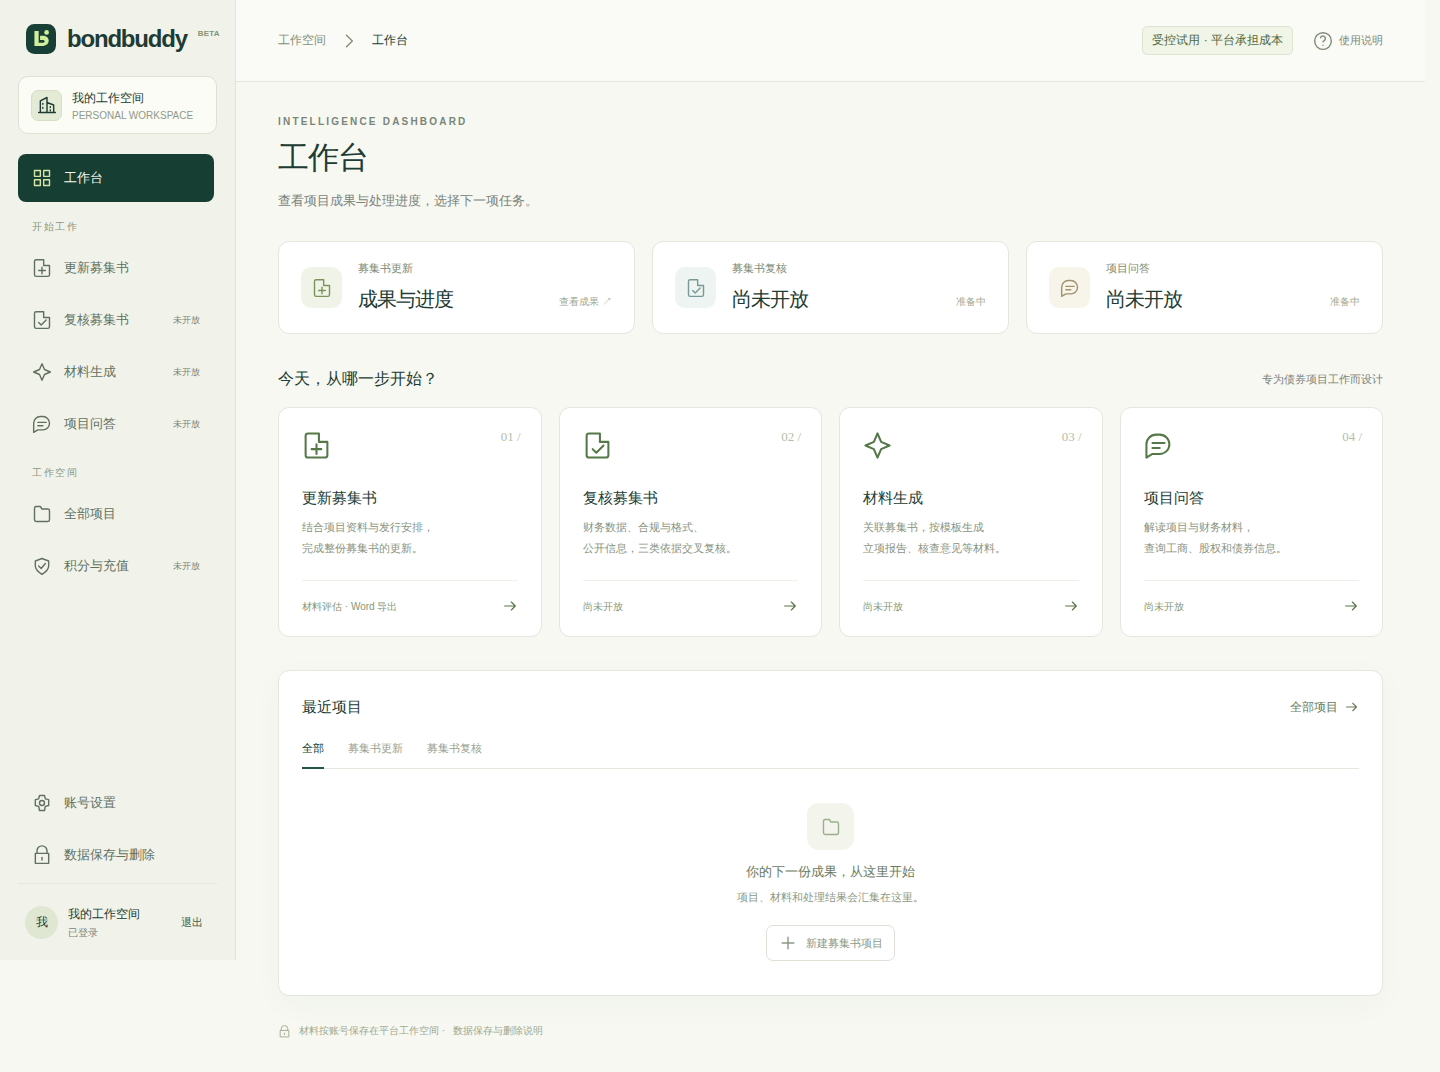 bondbuddy BETA
我的工作空间
PERSONAL WORKSPACE
工作台
开始工作
更新募集书
复核募集书 未开放
材料生成 未开放
项目问答 未开放
工作空间
全部项目
积分与充值 未开放
账号设置
数据保存与删除
我 我的工作空间
已登录
退出
工作空间 工作台
受控试用 · 平台承担成本
使用说明
INTELLIGENCE DASHBOARD
工作台
查看项目成果与处理进度，选择下一项任务。
募集书更新
成果与进度
查看成果 ↗
募集书复核
尚未开放
准备中
项目问答
尚未开放
准备中
今天，从哪一步开始？
专为债券项目工作而设计
01 /
更新募集书
结合项目资料与发行安排，
完成整份募集书的更新。
材料评估 · Word 导出
02 /
复核募集书
财务数据、合规与格式、
公开信息，三类依据交叉复核。
尚未开放
03 /
材料生成
关联募集书，按模板生成
立项报告、核查意见等材料。
尚未开放
04 /
项目问答
解读项目与财务材料，
查询工商、股权和债券信息。
尚未开放
最近项目
全部项目
全部 募集书更新 募集书复核
你的下一份成果，从这里开始
项目、材料和处理结果会汇集在这里。
新建募集书项目
材料按账号保存在平台工作空间 · 数据保存与删除说明